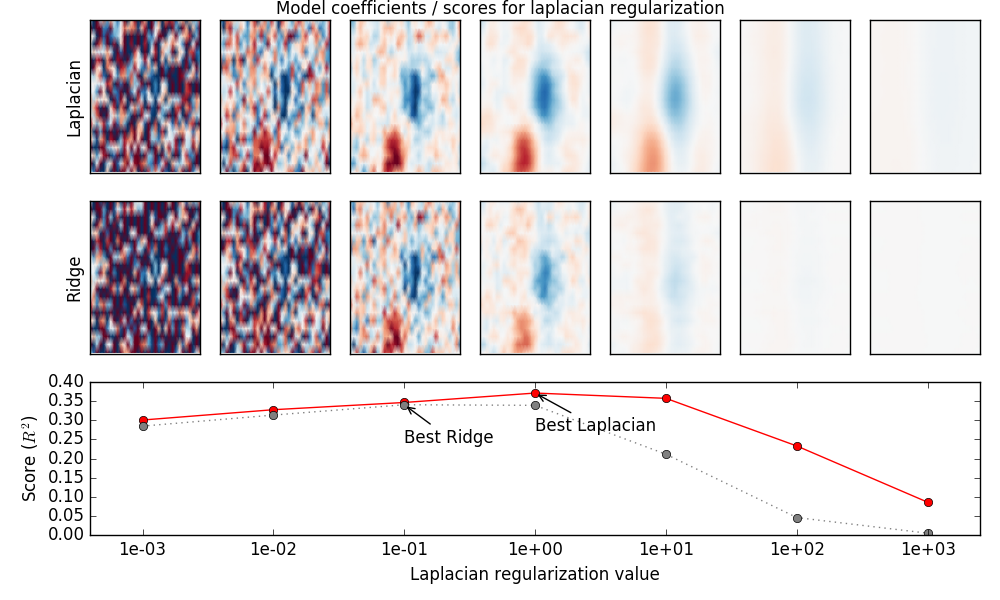 Model coefficients / scores for laplacian regularization
Laplacian
Ridge
Score (R²)
0.40
0.35
0.30
0.25
0.20
0.15
0.10
0.05
0.00
Best Ridge
Best Laplacian
1e-03 1e-02 1e-01 1e+00 1e+01 1e+02 1e+03
Laplacian regularization value